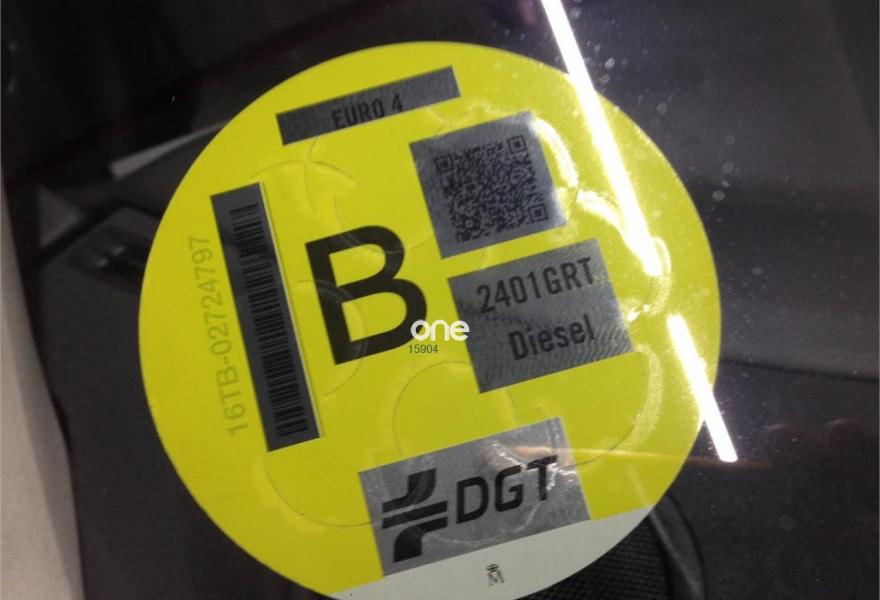 EURO 4
16TB-02724797
B
2401GRT
Diesel
one
15904
DGT
M